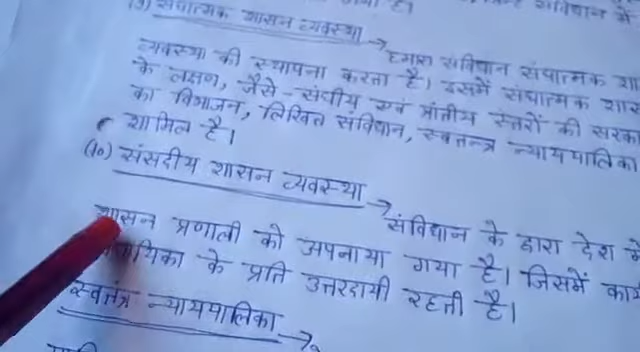 (9) संघात्मक शासन व्यवस्था → हमारा संविधान संघात्मक
व्यवस्था की स्थापना करता है। इसमें संघात्मक
के लक्षण, जैसे - संघीय एवं प्रांतीय स्तरों की
का विभाजन, लिखित संविधान, स्वतन्त्र न्यायपालिका
शामिल है।
(10) संसदीय शासन व्यवस्था → संविधान के द्वारा देश में
शासन प्रणाली को अपनाया गया है। जिसमें
के प्रति उत्तरदायी रहती है।
स्वतंत्र न्यायपालिका →